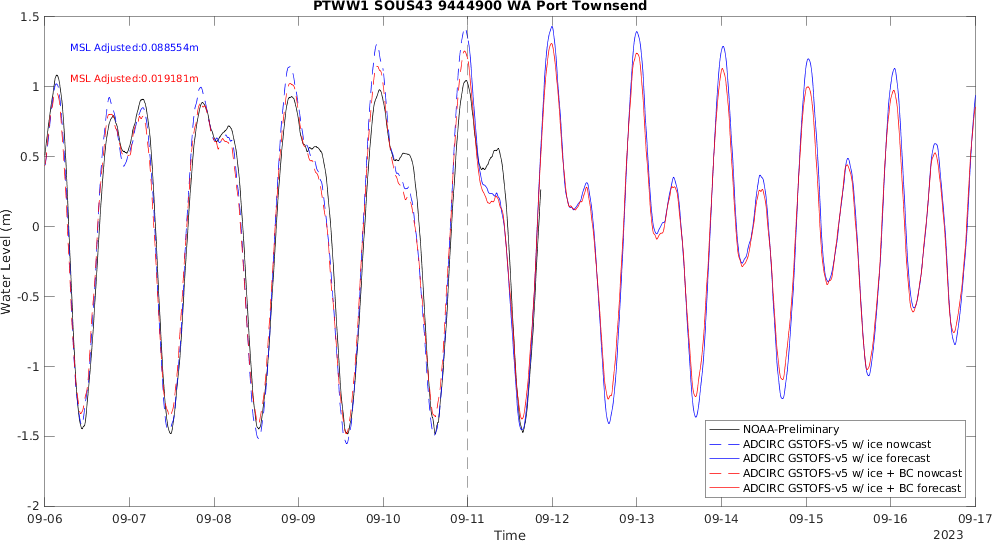 PTWW1 SOUS43 9444900 WA Port Townsend
MSL Adjusted:0.088554m
MSL Adjusted:0.019181m
Water Level (m)
1.5
1
0.5
0
-0.5
-1
-1.5
-2
NOAA-Preliminary
ADCIRC GSTOFS-v5 w/ ice nowcast
ADCIRC GSTOFS-v5 w/ ice forecast
ADCIRC GSTOFS-v5 w/ ice + BC nowcast
ADCIRC GSTOFS-v5 w/ ice + BC forecast
09-06 09-07 09-08 09-09 09-10 09-11 09-12 09-13 09-14 09-15 09-16 09-17
Time
2023